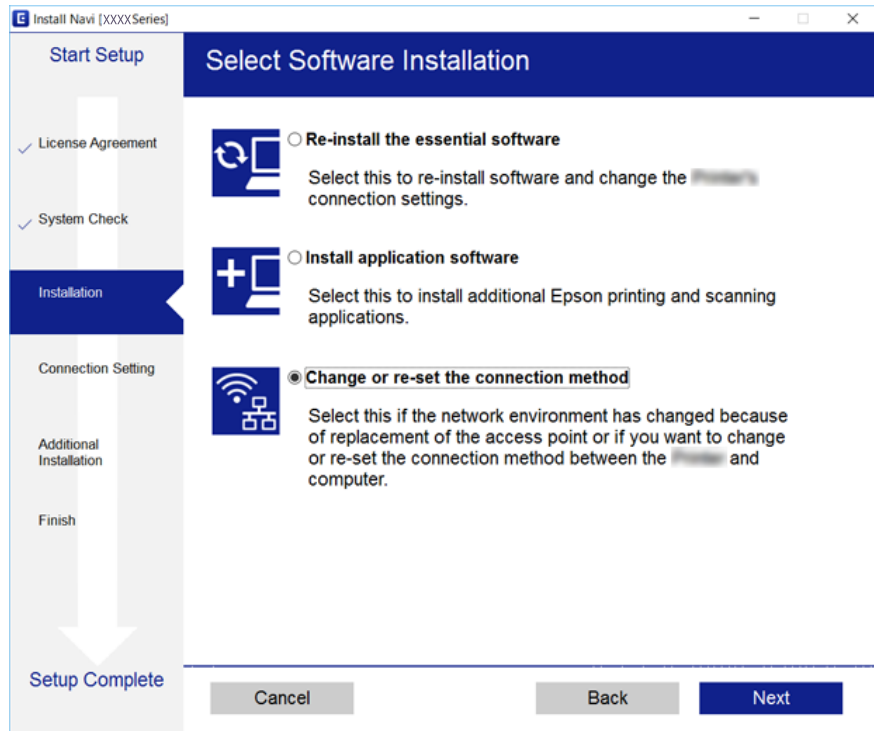 Install Navi [XXXX Series]
Start Setup
License Agreement
System Check
Installation
Connection Setting
Additional
Installation
Finish
Setup Complete
Select Software Installation
Re-install the essential software
Select this to re-install software and change the
connection settings.
Install application software
Select this to install additional Epson printing and scanning
applications.
Change or re-set the connection method
Select this if the network environment has changed because
of replacement of the access point or if you want to change
or re-set the connection method between the and
computer.
Cancel
Back
Next